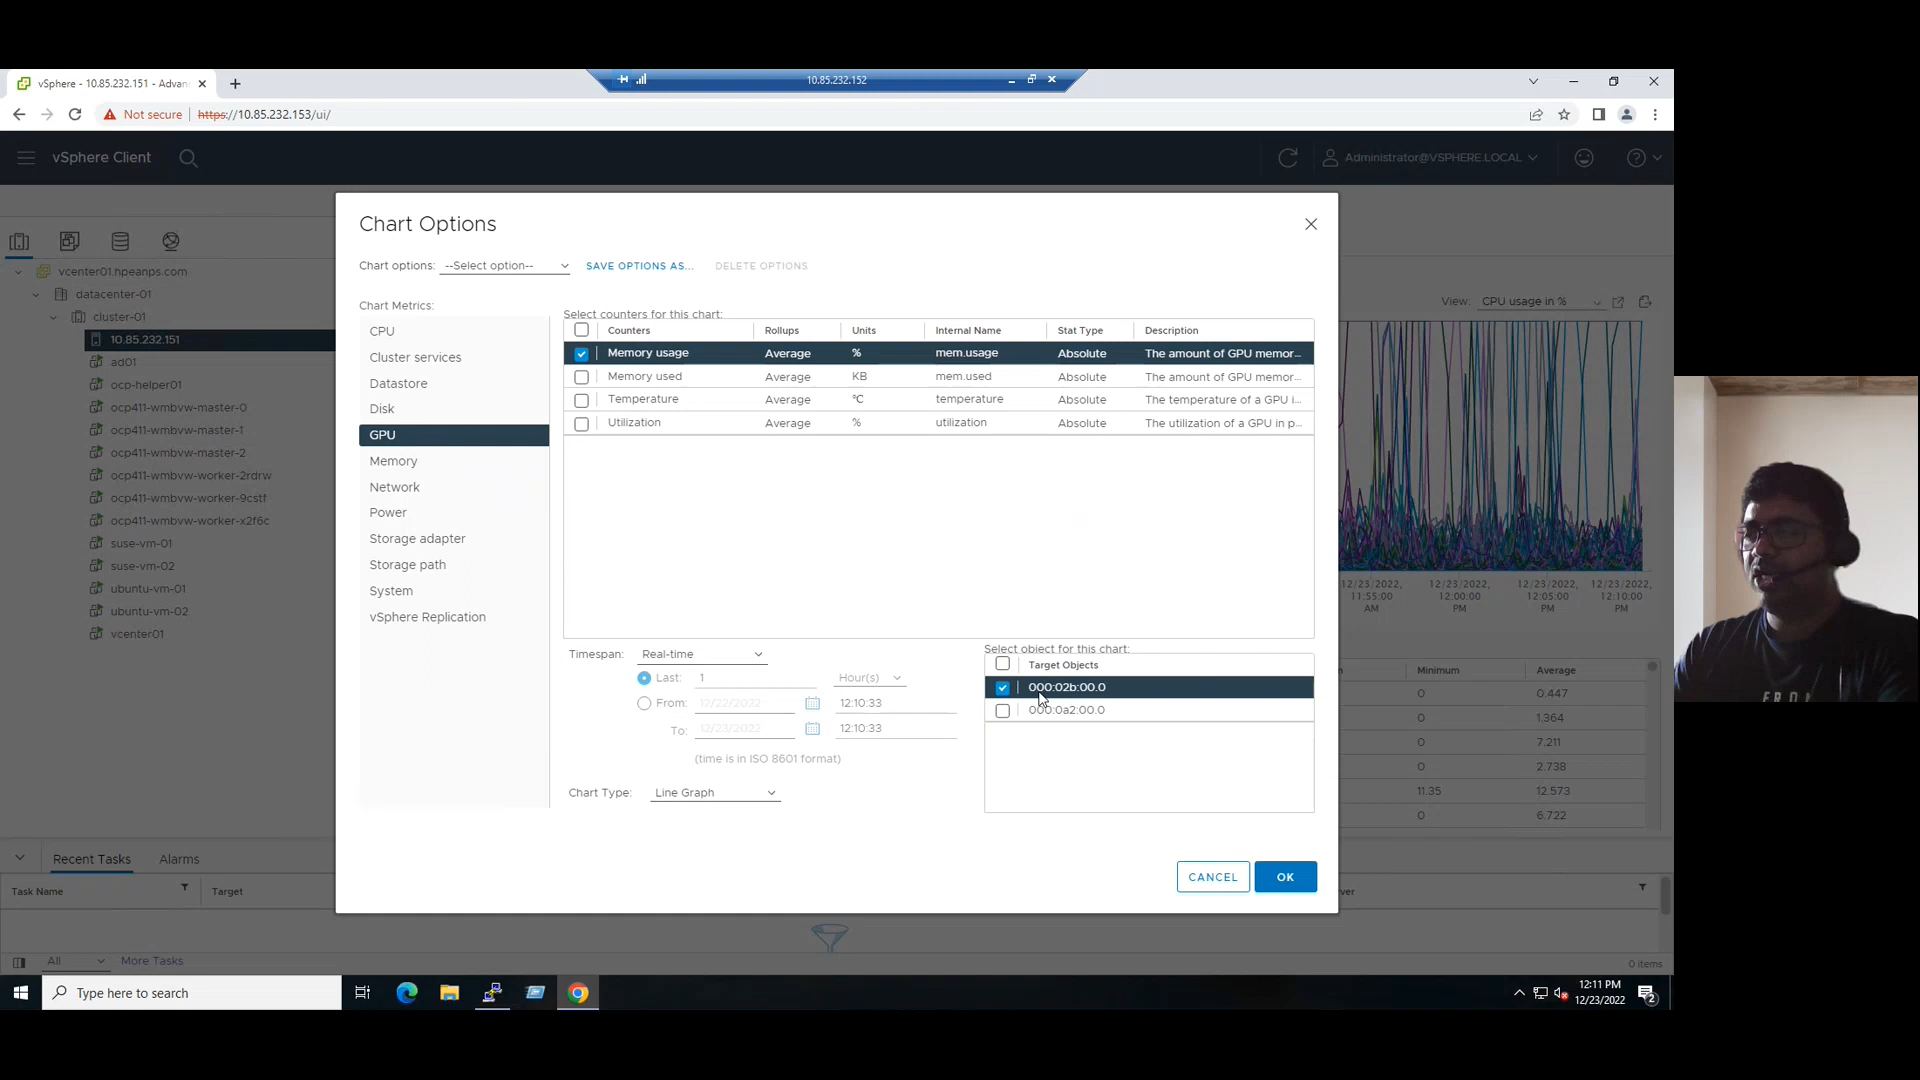 vSphere - 10.85.232.151 - Advan
10.85.232.152
Not secure
https://10.85.232.153/ui/
vSphere Client
Administrator@VSPHERE.LOCAL
vcenter01.hpeanps.com
datacenter-01
cluster-01
10.85.232.151
ad01
ocp-helper01
ocp411-wmbvw-master-0
ocp411-wmbvw-master-1
ocp411-wmbvw-master-2
ocp411-wmbvw-worker-2rdrw
ocp411-wmbvw-worker-9cstf
ocp411-wmbvw-worker-x2f6c
suse-vm-01
suse-vm-02
ubuntu-vm-01
ubuntu-vm-02
vcenter01
Chart Options
Chart options: --Select option-- SAVE OPTIONS AS... DELETE OPTIONS
Chart Metrics:
CPU
Cluster services
Datastore
Disk
GPU
Memory
Network
Power
Storage adapter
Storage path
System
vSphere Replication
Select counters for this chart:
Counters Rollups Units Internal Name Stat Type Description
Memory usage Average % mem.usage Absolute The amount of GPU memor...
Memory used Average KB mem.used Absolute The amount of GPU memor...
Temperature Average °C temperature Absolute The temperature of a GPU i...
Utilization Average % utilization Absolute The utilization of a GPU in p...
Timespan: Real-time
Last: 1 Hour(s)
From: 12/22/2022 12:10:33
To: 12/23/2022 12:10:33
(time is in ISO 8601 format)
Chart Type: Line Graph
Select object for this chart:
Target Objects
000:02b:00.0
000:0a2:00.0
CANCEL OK
View: CPU usage in %
12/23/2022, 11:55:00 AM
12/23/2022, 12:00:00 PM
12/23/2022, 12:05:00 PM
12/23/2022, 12:10:00 PM
Minimum Average
0 0.447
0 1.364
0 7.211
0 2.738
11.35 12.573
0 6.722
Recent Tasks Alarms
Task Name Target
ver
All More Tasks
0 items
Type here to search
12:11 PM
12/23/2022
2